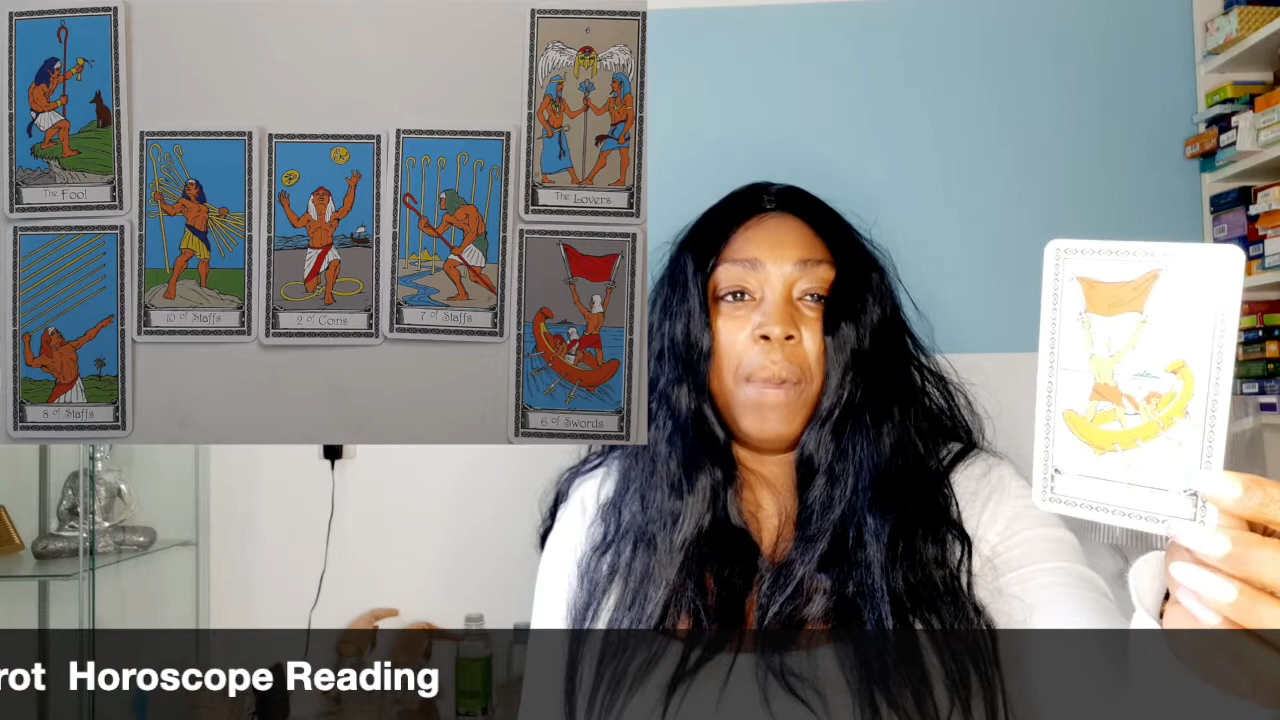 The Fool
8 of Staffs
10 of Staffs
2 of Coins
7 of Staffs
6
The Lovers
6 of Swords
rot Horoscope Reading